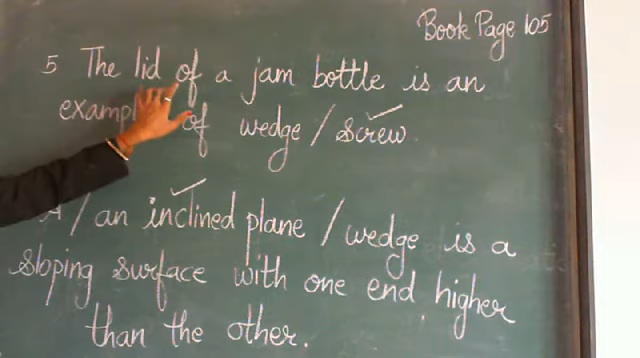 Book Page 105
5 The lid of a jam bottle is an
of wedge / screw
/ an inclined plane / wedge is a
sloping surface with one end higher
than the other.